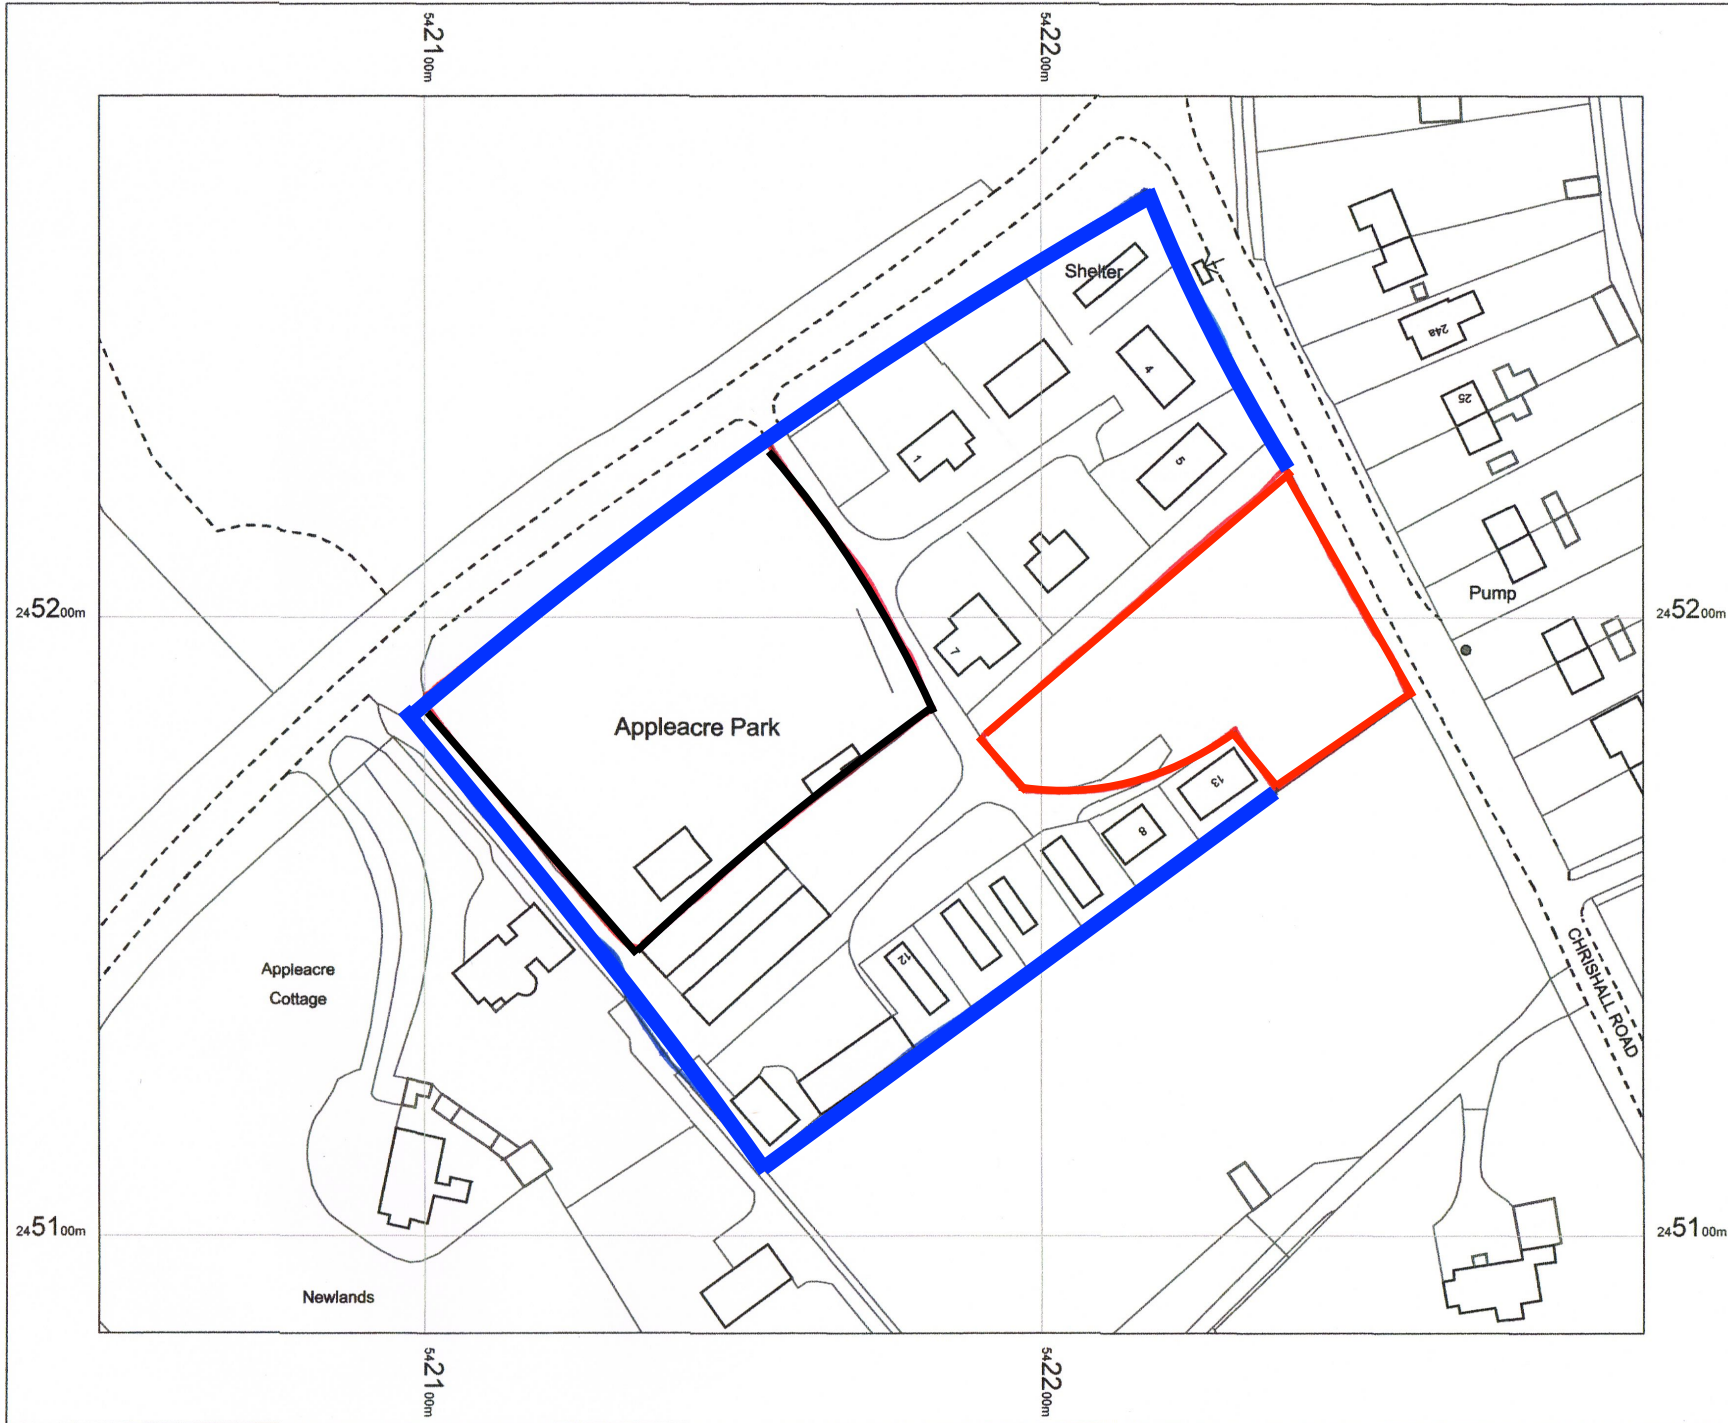 542100m
542200m
Shelter
24a
4
25
1
5
245200m
Pump
245200m
7
Appleacre Park
13
8
12
Appleacre
Cottage
CHRISHALL ROAD
245100m
245100m
Newlands
542100m
542200m